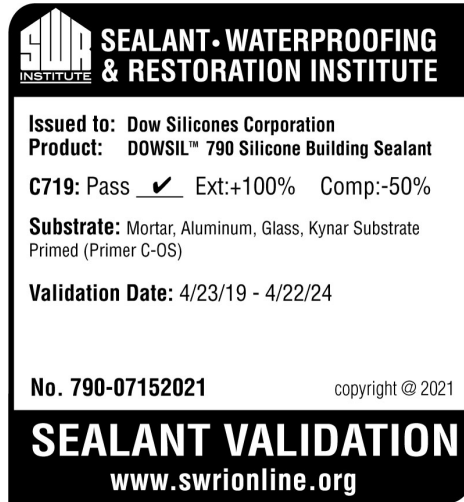 SWR
INSTITUTE
SEALANT • WATERPROOFING
& RESTORATION INSTITUTE
Issued to: Dow Silicones Corporation
Product: DOWSIL™ 790 Silicone Building Sealant
C719: Pass ✔ Ext:+100% Comp:-50%
Substrate: Mortar, Aluminum, Glass, Kynar Substrate
Primed (Primer C-OS)
Validation Date: 4/23/19 - 4/22/24
No. 790-07152021 copyright @ 2021
SEALANT VALIDATION
www.swrionline.org